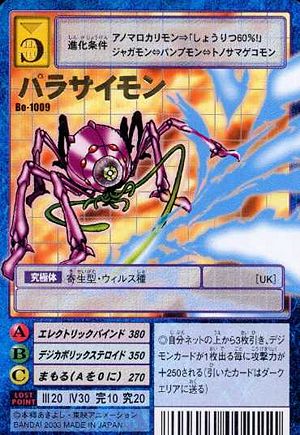 進化条件
アノマロカリモン⇒「しょうりつ60%!」
ジャガモン⇔パンプモン⇔トノサマゲコモン
パラサイモン
Bo-1009
究極体 寄生型・ウィルス種 [UK]
A エレクトリックバインド 380
B デジカボリックステロイド 350
C まもる(Aを0に) 270
◎自分ネットの上から3枚引き、デジ
モンカードが1枚出る毎に攻撃力が
+250される(引いたカードはダーク
エリアに送る)
LOST POINT Ⅲ20 Ⅳ30 完10 究20
©本郷あきよし・東映アニメーション
BANDAI 2003 MADE IN JAPAN